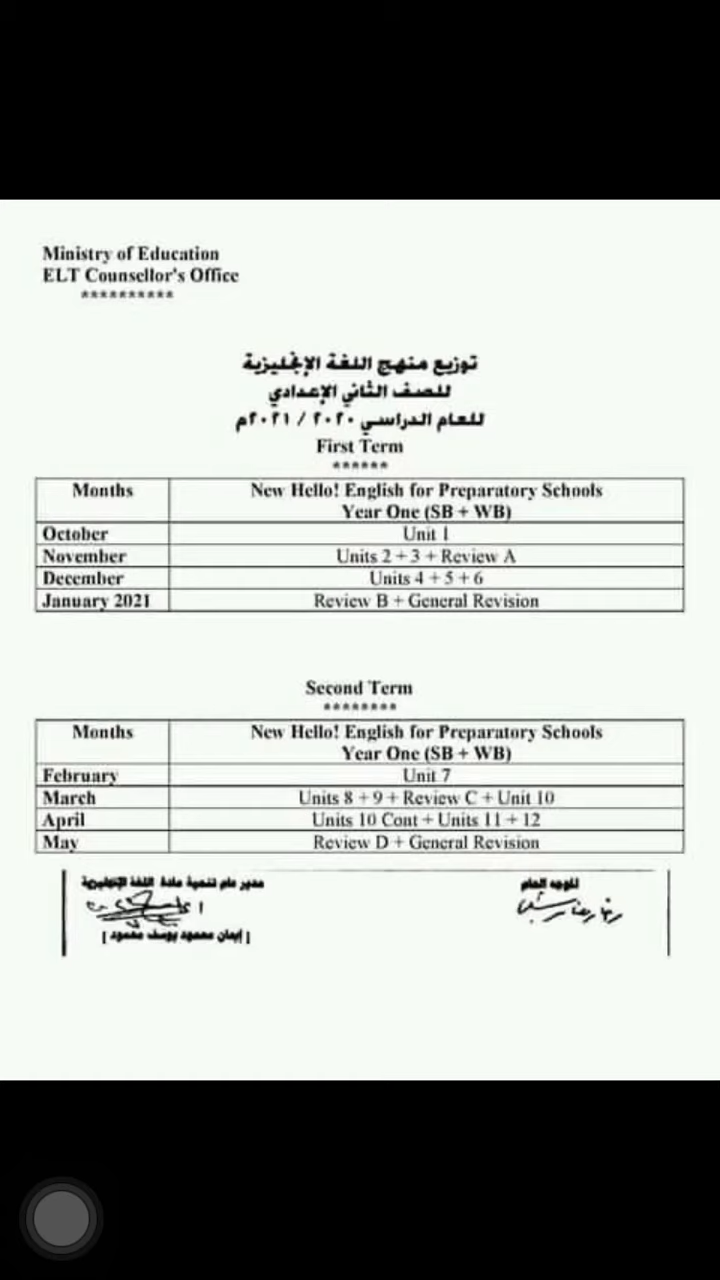 Ministry of Education
ELT Counsellor's Office
**********
توزيع منهج اللغة الإنجليزية
للصف الثاني الإعدادي
للعام الدراسي ٢٠٢٠ / ٢٠٢١م
First Term
******
Months New Hello! English for Preparatory Schools
Year One (SB + WB)
October Unit 1
November Units 2 + 3 + Review A
December Units 4 + 5 + 6
January 2021 Review B + General Revision
Second Term
********
Months New Hello! English for Preparatory Schools
Year One (SB + WB)
February Unit 7
March Units 8 + 9 + Review C + Unit 10
April Units 10 Cont + Units 11 + 12
May Review D + General Revision
الموجه العام مدير عام تنمية مادة اللغة الإنجليزية
[ إيمان محمود يوسف محمود ]